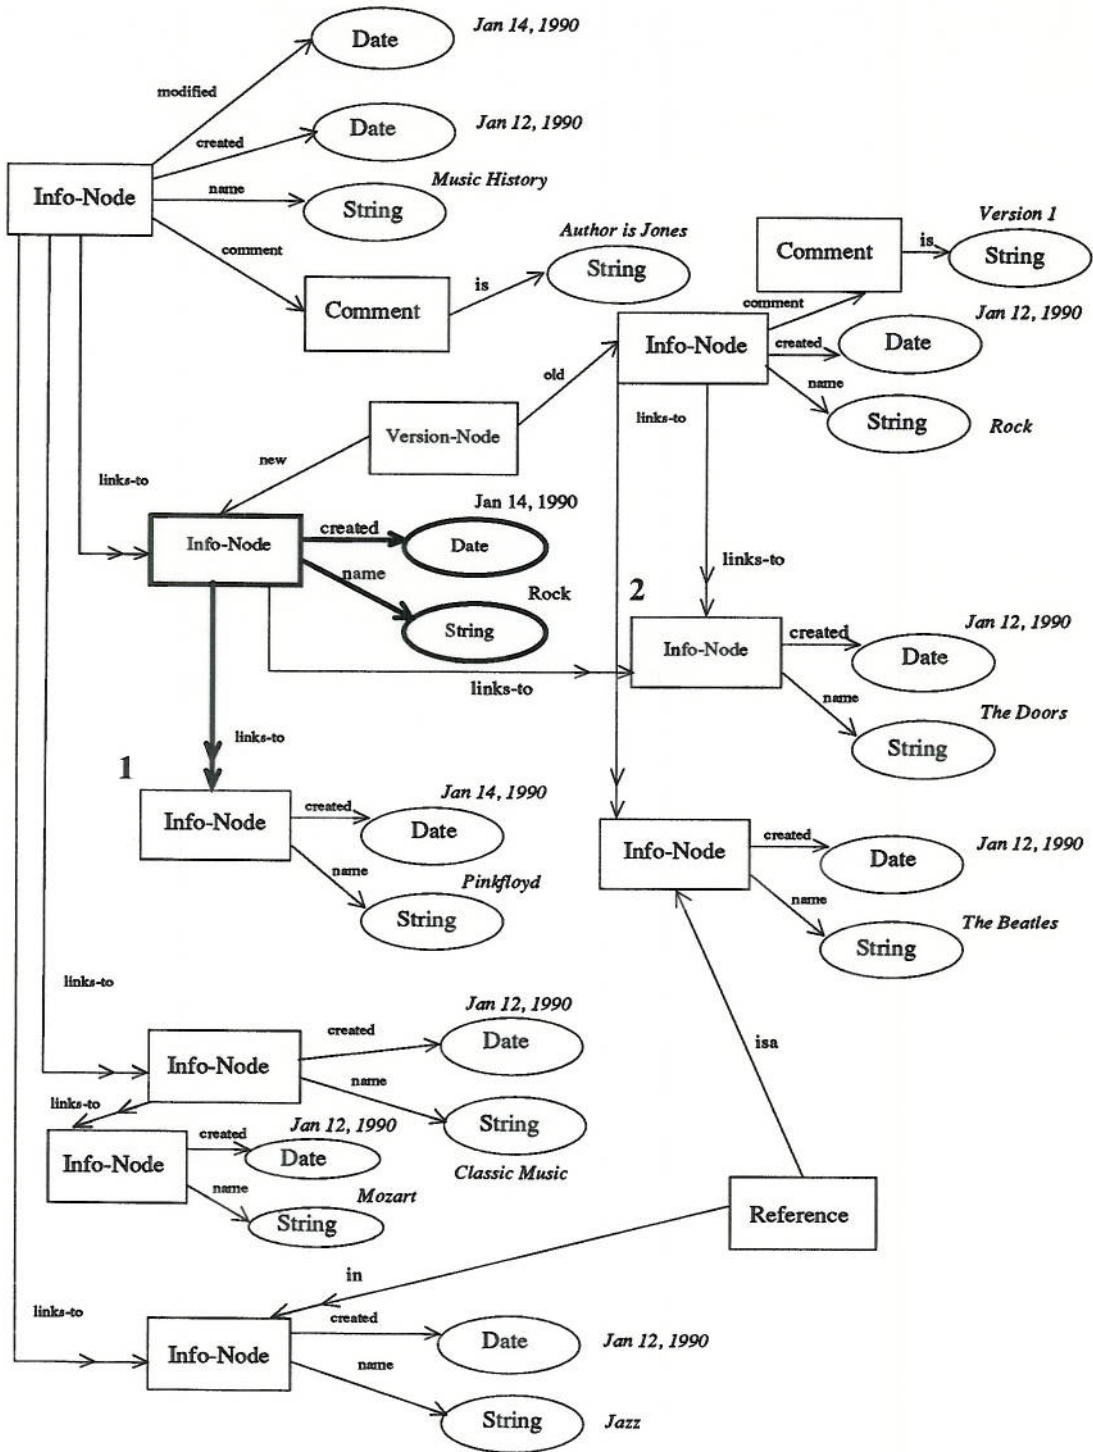 Jan 14, 1990
Date
modified
Jan 12, 1990
Date
created
Info-Node
name
Music History
String
comment
Author is Jones
String
is
Comment
Version 1
String
is
Comment
comment
Jan 12, 1990
Info-Node
created
Date
name
String
Rock
old
links-to
Version-Node
new
links-to
Jan 14, 1990
Info-Node
created
Date
name
Rock
String
links-to
links-to
2
Jan 12, 1990
created
Info-Node
Date
name
The Doors
String
links-to
1
Jan 14, 1990
created
Info-Node
Date
name
Pinkfloyd
String
created
Jan 12, 1990
Info-Node
Date
name
The Beatles
String
links-to
Jan 12, 1990
created
Date
Info-Node
name
String
Classic Music
links-to
Jan 12, 1990
created
Info-Node
Date
name
Mozart
String
isa
Reference
in
links-to
created
Info-Node
Date
Jan 12, 1990
name
String
Jazz